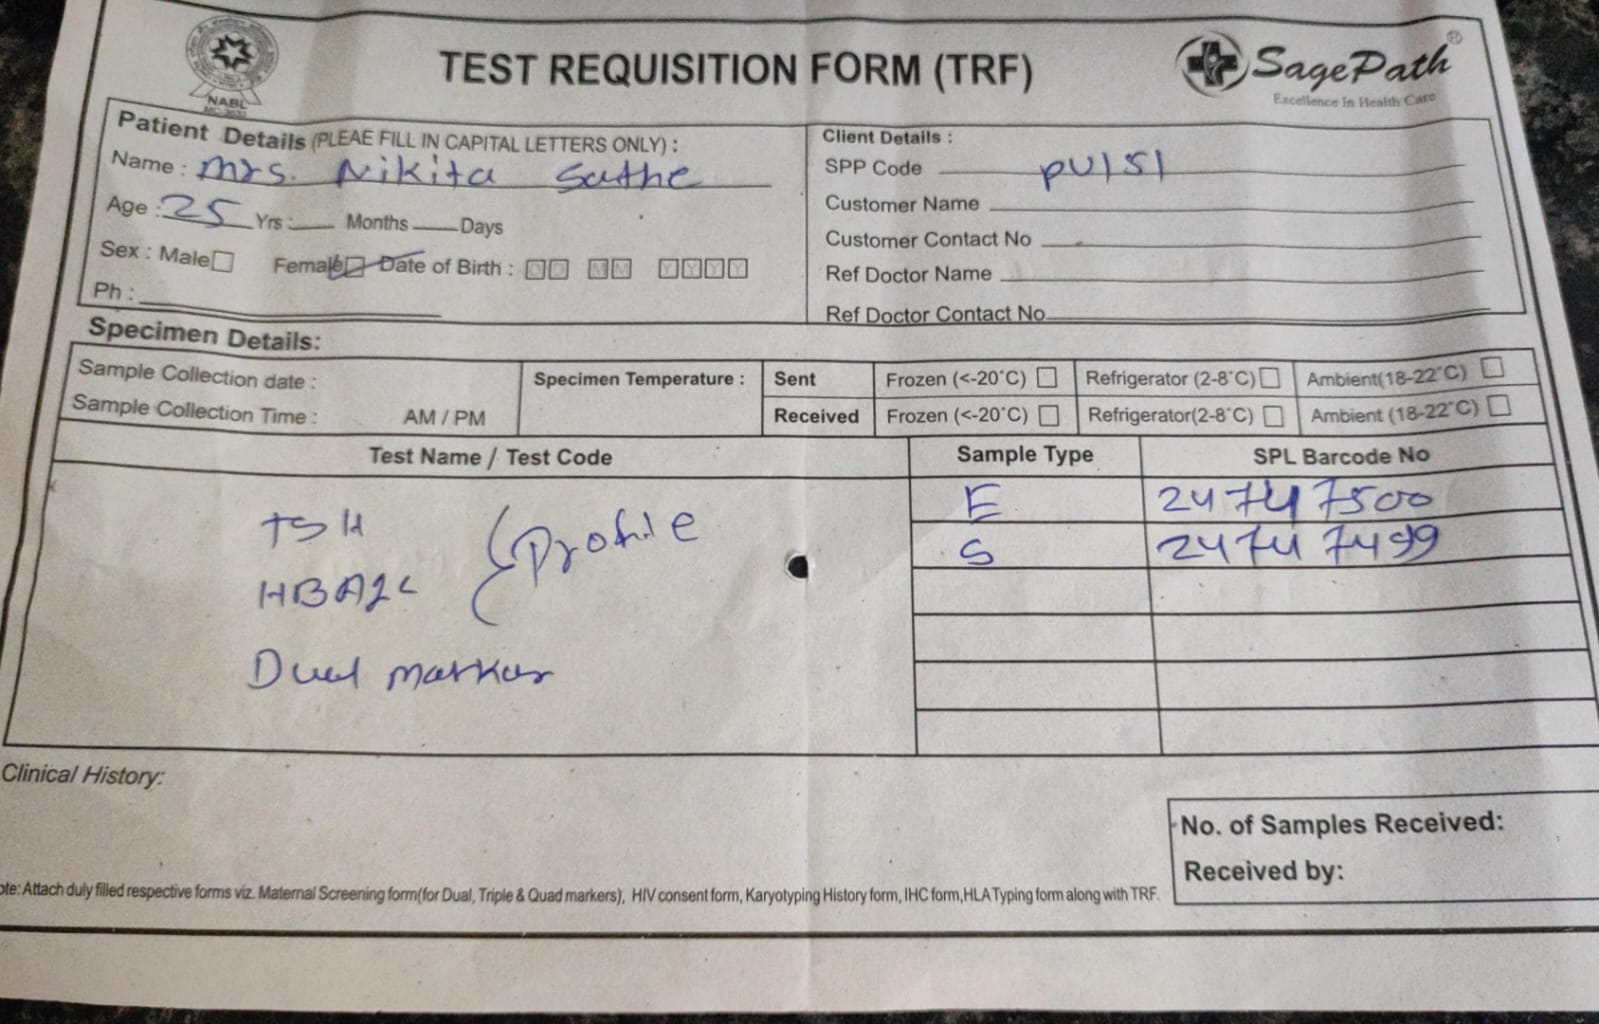 TEST REQUISITION FORM (TRF)
NABL
SagePath®
Excellence In Health Care
Patient Details (PLEAE FILL IN CAPITAL LETTERS ONLY) :
Name : Mrs. Nikita Sathe
Age : 25 Yrs : Months Days
Sex : Male Female Date of Birth : D D M M Y Y Y Y
Ph :
Client Details :
SPP Code PU151
Customer Name
Customer Contact No
Ref Doctor Name
Ref Doctor Contact No
Specimen Details:
Sample Collection date :
Sample Collection Time : AM / PM
Specimen Temperature :
Sent Frozen (<-20°C) Refrigerator (2-8°C) Ambient(18-22°C)
Received Frozen (<-20°C) Refrigerator(2-8°C) Ambient (18-22°C)
Test Name / Test Code Sample Type SPL Barcode No
E 24747500
S 24747499
TSH
HBA1C
Profile
Dual marker
Clinical History:
No. of Samples Received:
Received by:
ote: Attach duly filled respective forms viz. Maternal Screening form(for Dual, Triple & Quad markers), HIV consent form, Karyotyping History form, IHC form,HLA Typing form along with TRF.